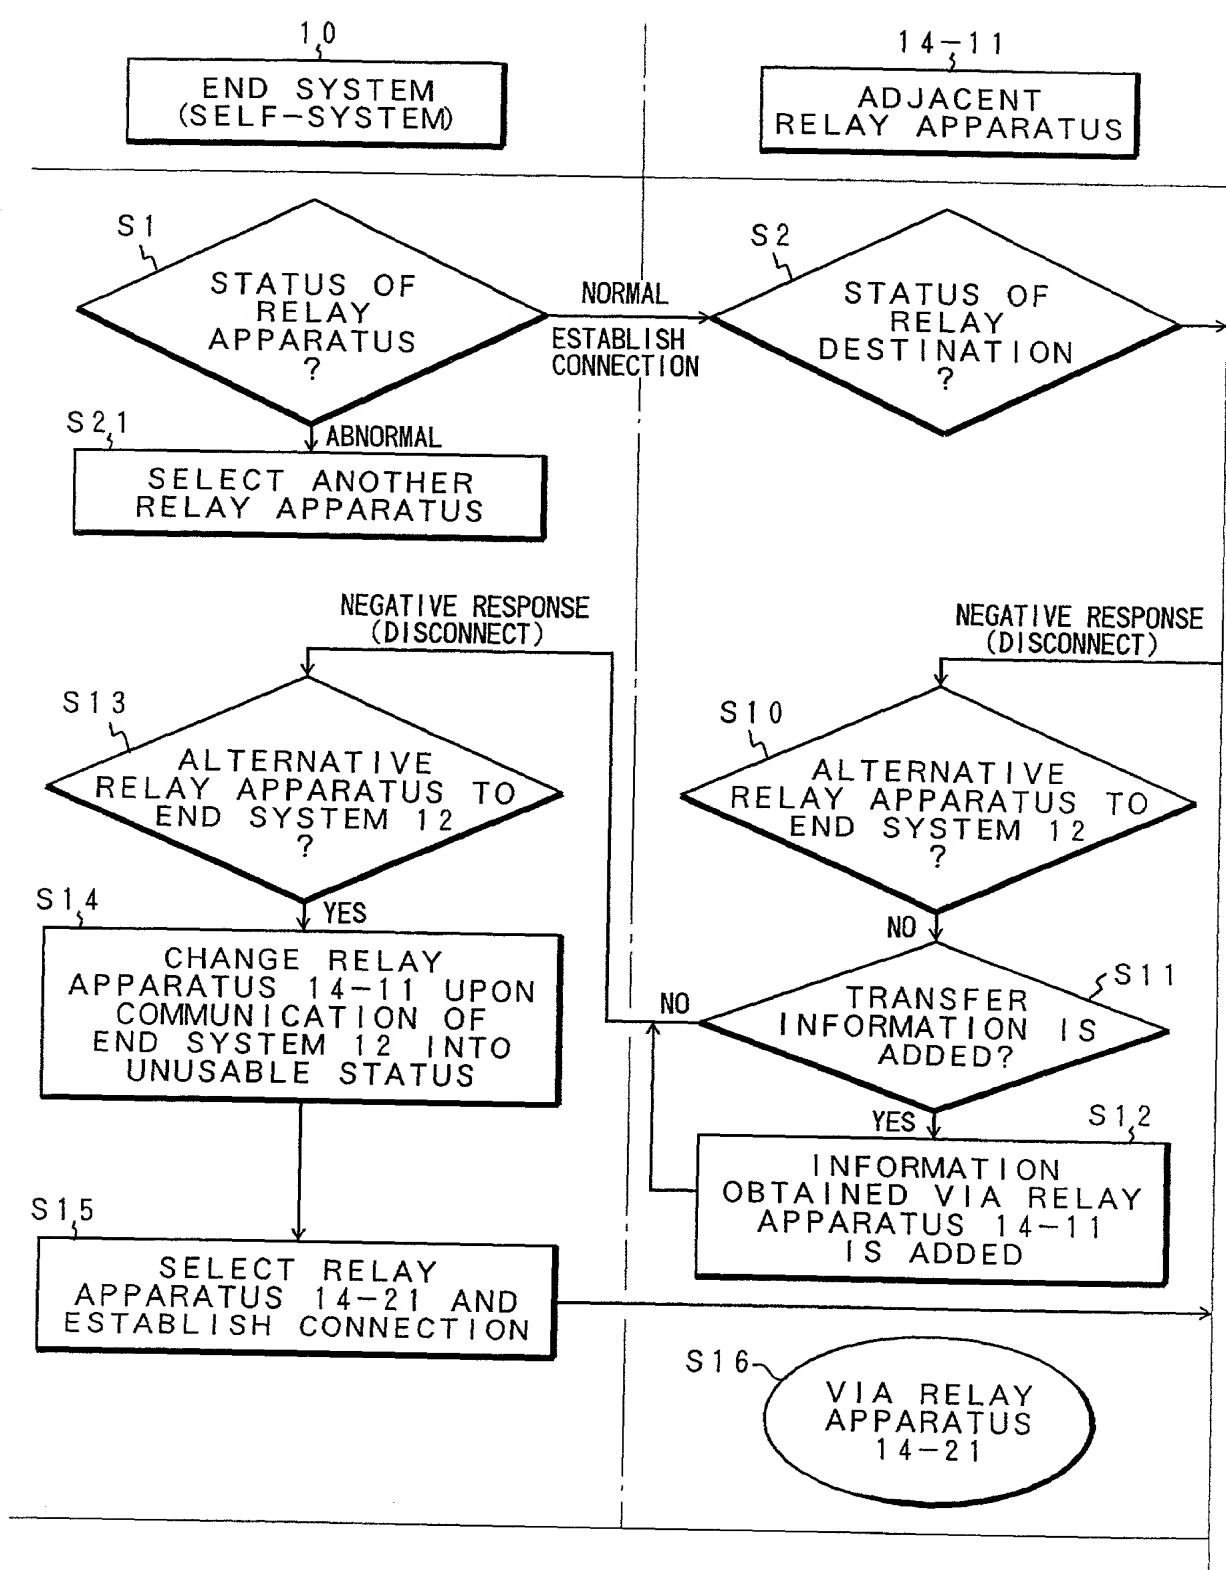 10
END SYSTEM
(SELF-SYSTEM)
14-11
ADJACENT
RELAY APPARATUS
S1
STATUS OF
RELAY
APPARATUS
?
NORMAL
ESTABLISH
CONNECTION
S2
STATUS OF
RELAY
DESTINATION
?
ABNORMAL
S21
SELECT ANOTHER
RELAY APPARATUS
NEGATIVE RESPONSE
(DISCONNECT)
NEGATIVE RESPONSE
(DISCONNECT)
S13
ALTERNATIVE
RELAY APPARATUS TO
END SYSTEM 12
?
S10
ALTERNATIVE
RELAY APPARATUS TO
END SYSTEM 12
?
YES
NO
S14
CHANGE RELAY
APPARATUS 14-11 UPON
COMMUNICATION OF
END SYSTEM 12 INTO
UNUSABLE STATUS
NO
S11
TRANSFER
INFORMATION IS
ADDED?
YES
S12
INFORMATION
OBTAINED VIA RELAY
APPARATUS 14-11
IS ADDED
S15
SELECT RELAY
APPARATUS 14-21 AND
ESTABLISH CONNECTION
S16
VIA RELAY
APPARATUS
14-21